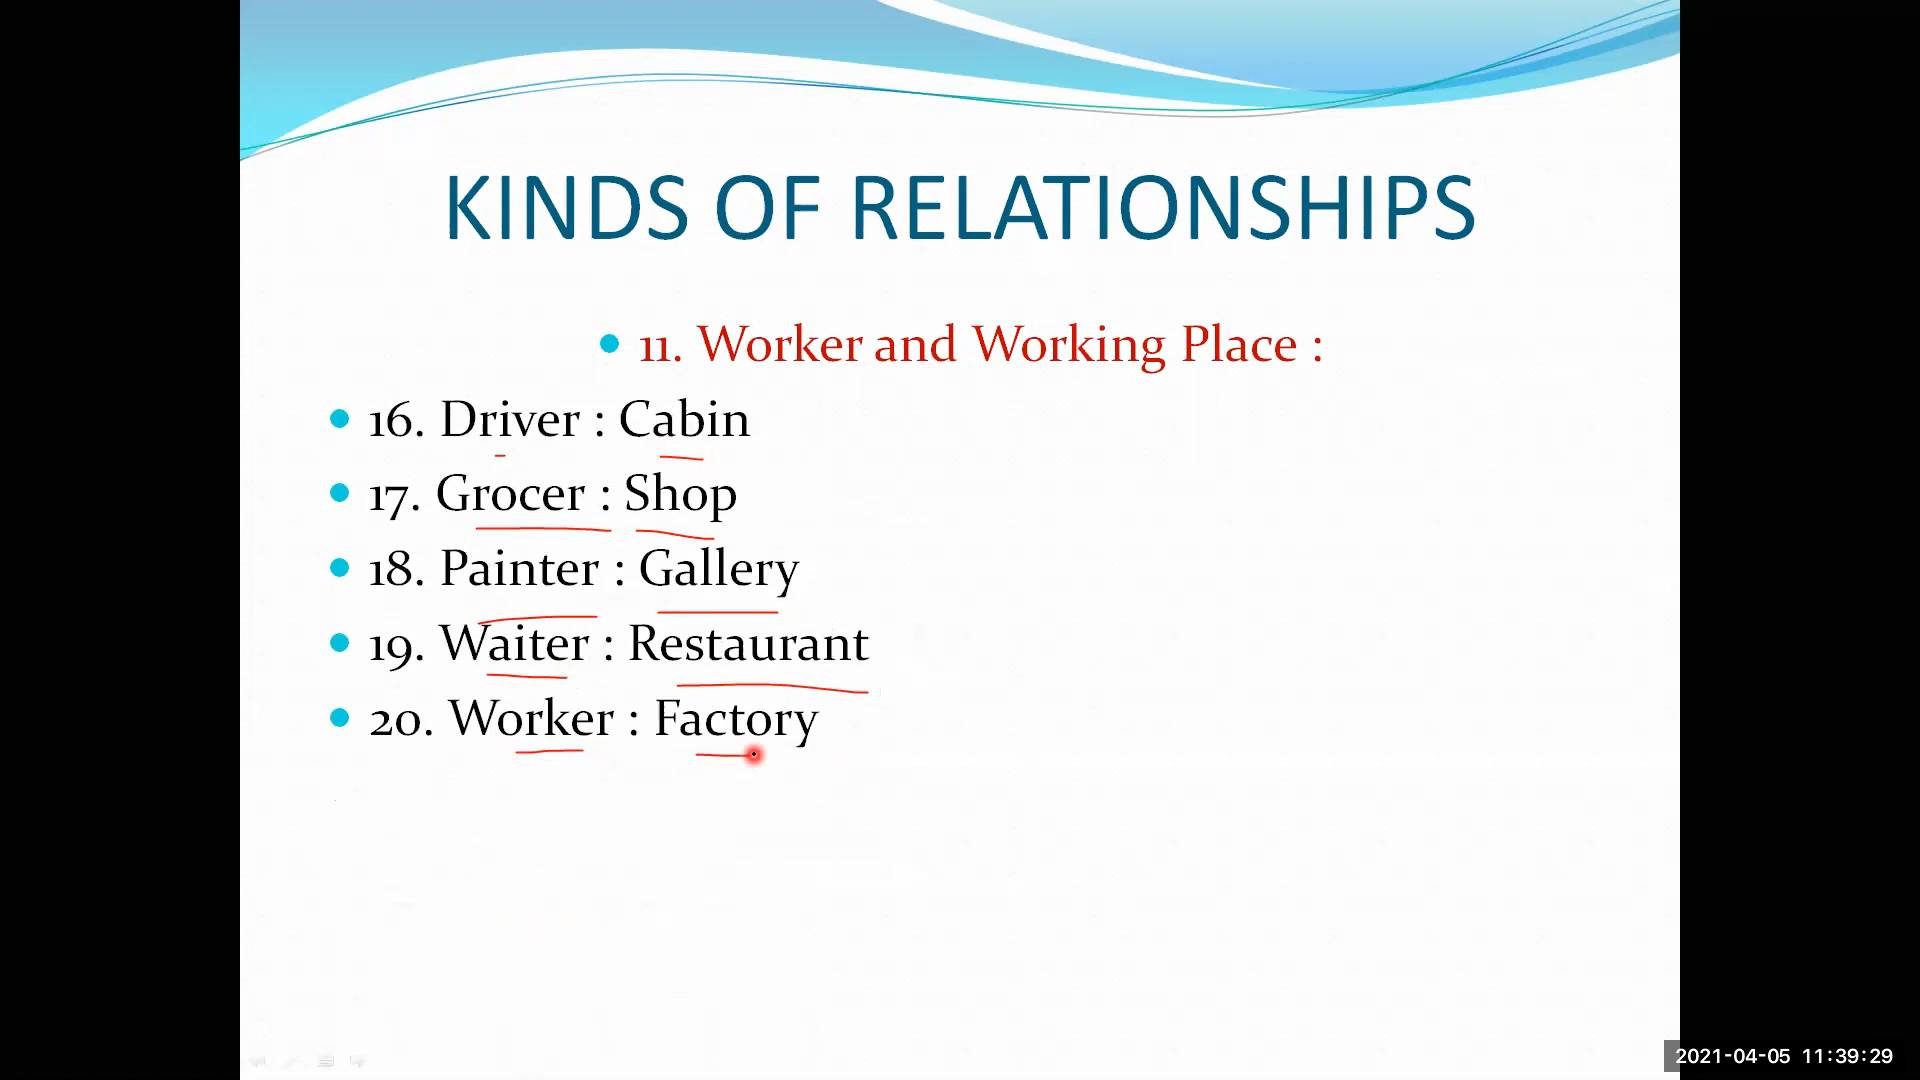 KINDS OF RELATIONSHIPS
11. Worker and Working Place :
16. Driver : Cabin
17. Grocer : Shop
18. Painter : Gallery
19. Waiter : Restaurant
20. Worker : Factory
2021-04-05 11:39:29